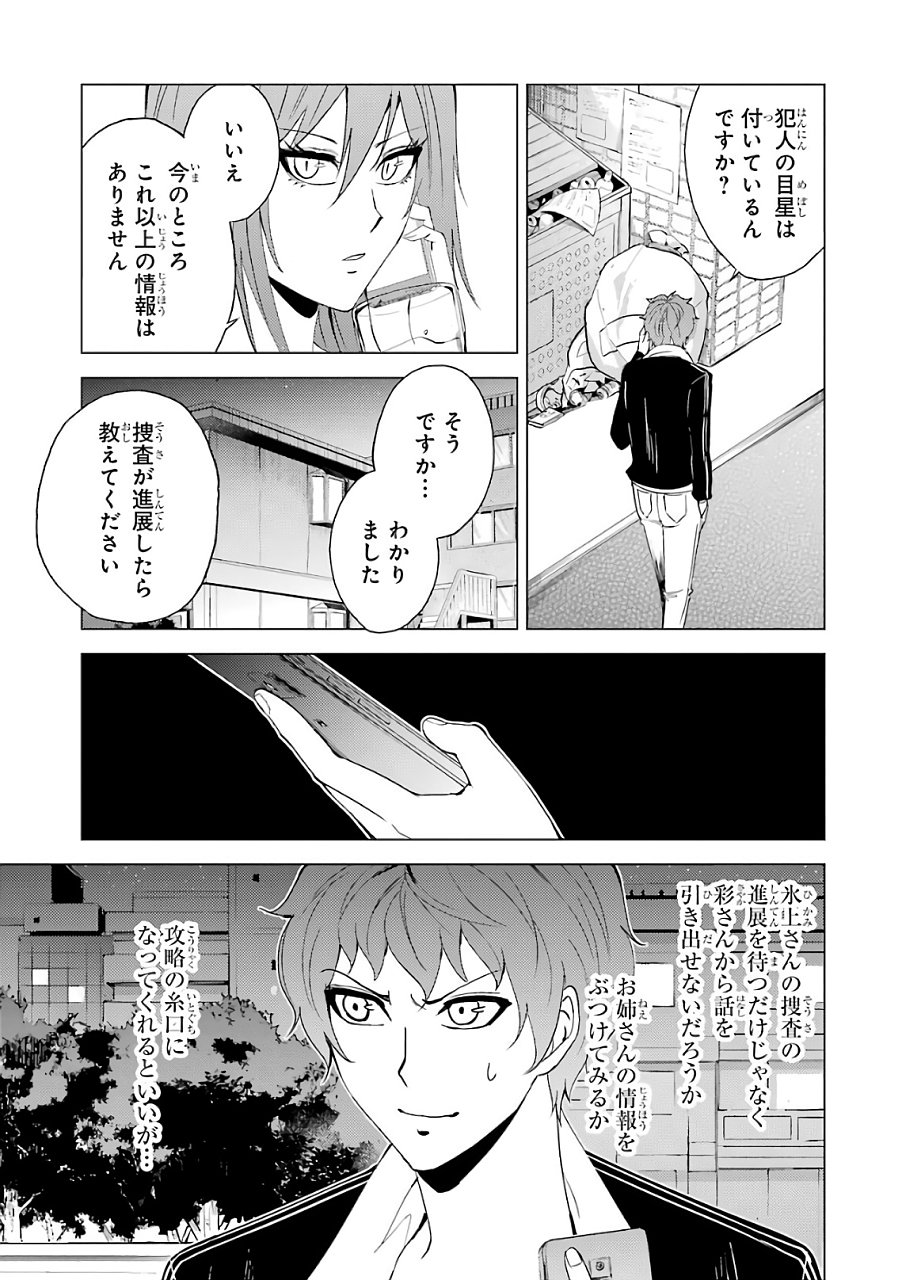 犯人の目星は
付いているん
ですか?
いいえ
今のところ
これ以上の情報は
ありません
そう
ですか…
わかり
ました
捜査が進展したら
教えてください
氷上さんの捜査の
進展を待つだけじゃなく
彩さんから話を
引き出せないだろうか
お姉さんの情報を
ぶつけてみるか
攻略の糸口に
なってくれるといいが…